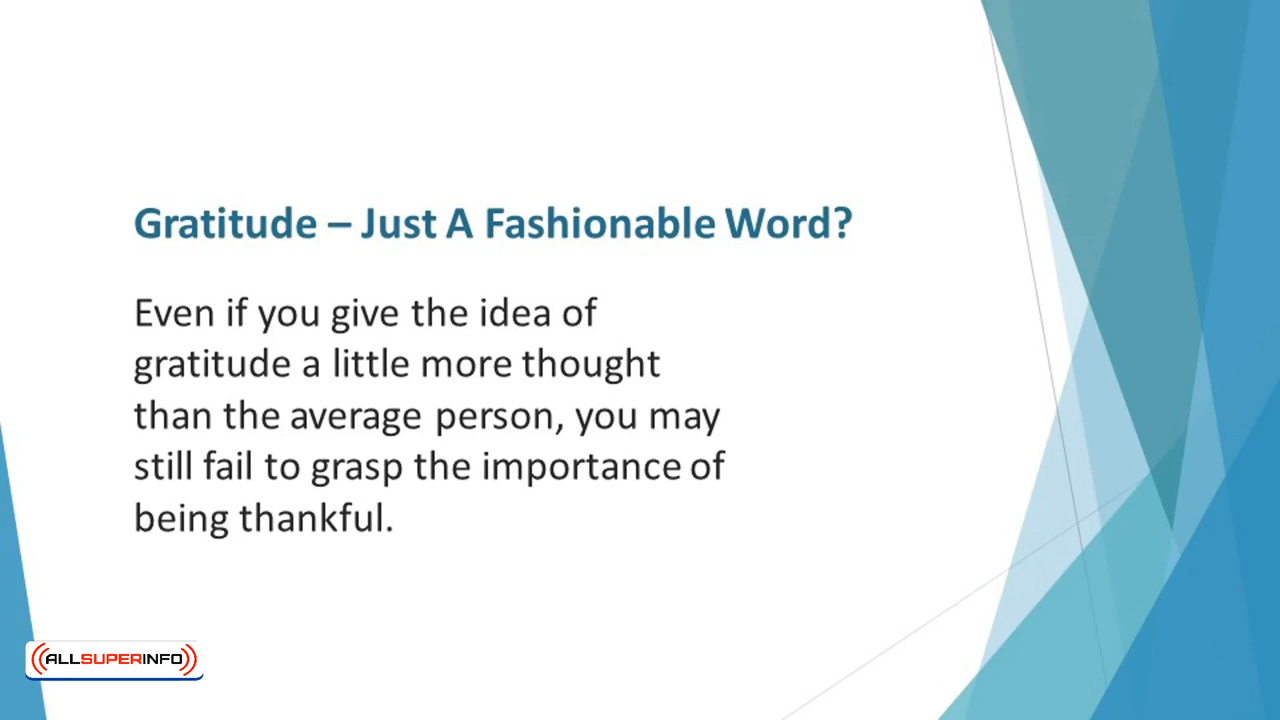 Gratitude – Just A Fashionable Word?
Even if you give the idea of
gratitude a little more thought
than the average person, you may
still fail to grasp the importance of
being thankful.
ALLSUPERINFO